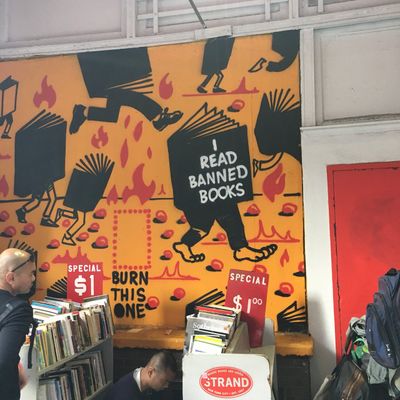 I
READ
BANNED
BOOKS
BURN
THIS
ONE
SPECIAL
$1
SPECIAL
$1.00
STRAND